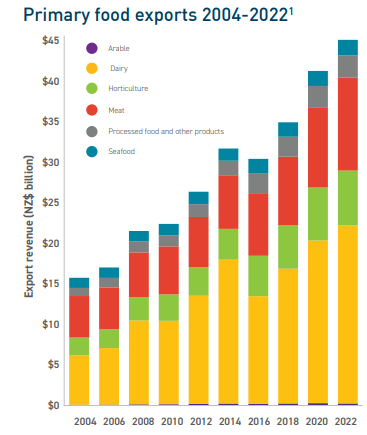 Primary food exports 2004-2022¹
Export revenue (NZ$ billion)
$45
$40
$35
$30
$25
$20
$15
$10
$5
$0
Arable
Dairy
Horticulture
Meat
Processed food and other products
Seafood
2004 2006 2008 2010 2012 2014 2016 2018 2020 2022